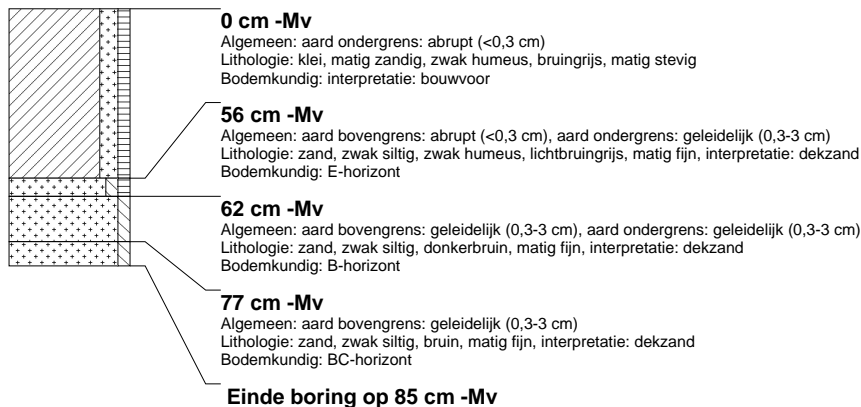 0 cm -Mv
Algemeen: aard ondergrens: abrupt (<0,3 cm)
Lithologie: klei, matig zandig, zwak humeus, bruingrijs, matig stevig
Bodemkundig: interpretatie: bouwvoor
56 cm -Mv
Algemeen: aard bovengrens: abrupt (<0,3 cm), aard ondergrens: geleidelijk (0,3-3 cm)
Lithologie: zand, zwak siltig, zwak humeus, lichtbruingrijs, matig fijn, interpretatie: dekzand
Bodemkundig: E-horizont
62 cm -Mv
Algemeen: aard bovengrens: geleidelijk (0,3-3 cm), aard ondergrens: geleidelijk (0,3-3 cm)
Lithologie: zand, zwak siltig, donkerbruin, matig fijn, interpretatie: dekzand
Bodemkundig: B-horizont
77 cm -Mv
Algemeen: aard bovengrens: geleidelijk (0,3-3 cm)
Lithologie: zand, zwak siltig, bruin, matig fijn, interpretatie: dekzand
Bodemkundig: BC-horizont
Einde boring op 85 cm -Mv